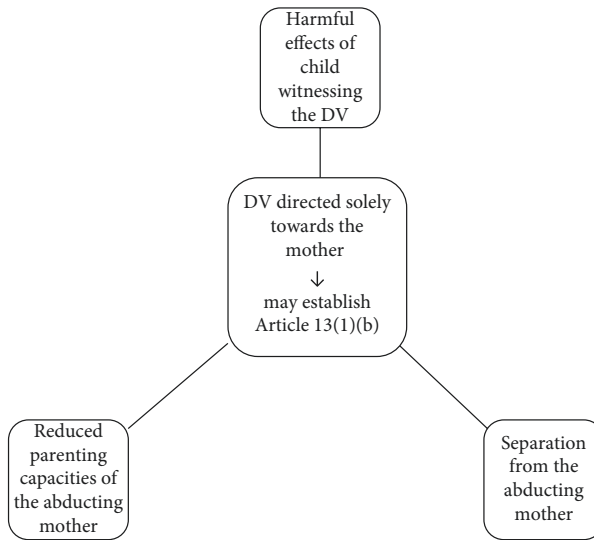 Harmful
effects of
child
witnessing
the DV
DV directed solely
towards the
mother
↓
may establish
Article 13(1)(b)
Reduced
parenting
capacities of
the abducting
mother
Separation
from the
abducting
mother